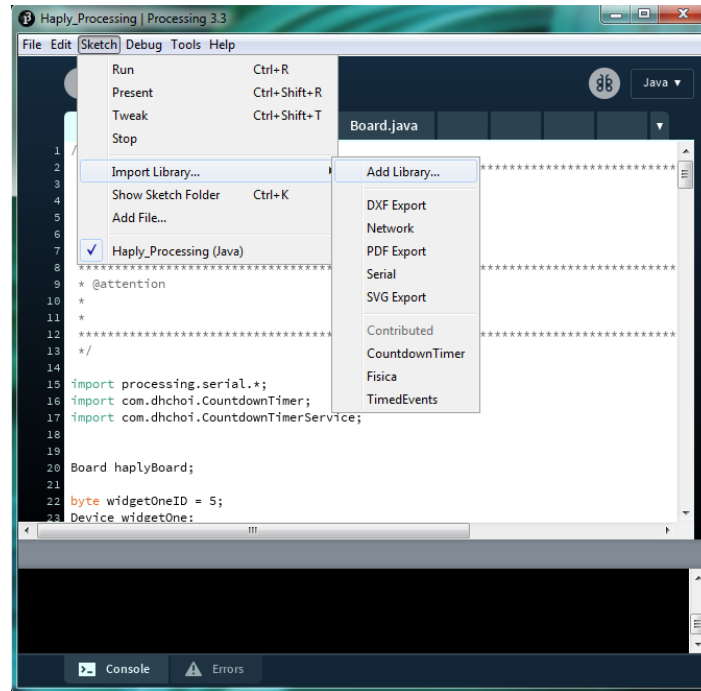 Haply_Processing | Processing 3.3
File Edit Sketch Debug Tools Help
Run Ctrl+R
Present Ctrl+Shift+R
Tweak Ctrl+Shift+T
Stop
Import Library...
Show Sketch Folder Ctrl+K
Add File...
✓ Haply_Processing (Java)
Add Library...
DXF Export
Network
PDF Export
Serial
SVG Export
Contributed
CountdownTimer
Fisica
TimedEvents
Java ▼
Board.java
1 /
2 ***************************
3
4
5
6
7
8 **********************************************************************************
9 * @attention
10 *
11 *
12 **********************************************************************************
13 */
14
15 import processing.serial.*;
16 import com.dhchoi.CountdownTimer;
17 import com.dhchoi.CountdownTimerService;
18
19
20 Board haplyBoard;
21
22 byte widgetOneID = 5;
23 Device widgetOne;
Console
Errors